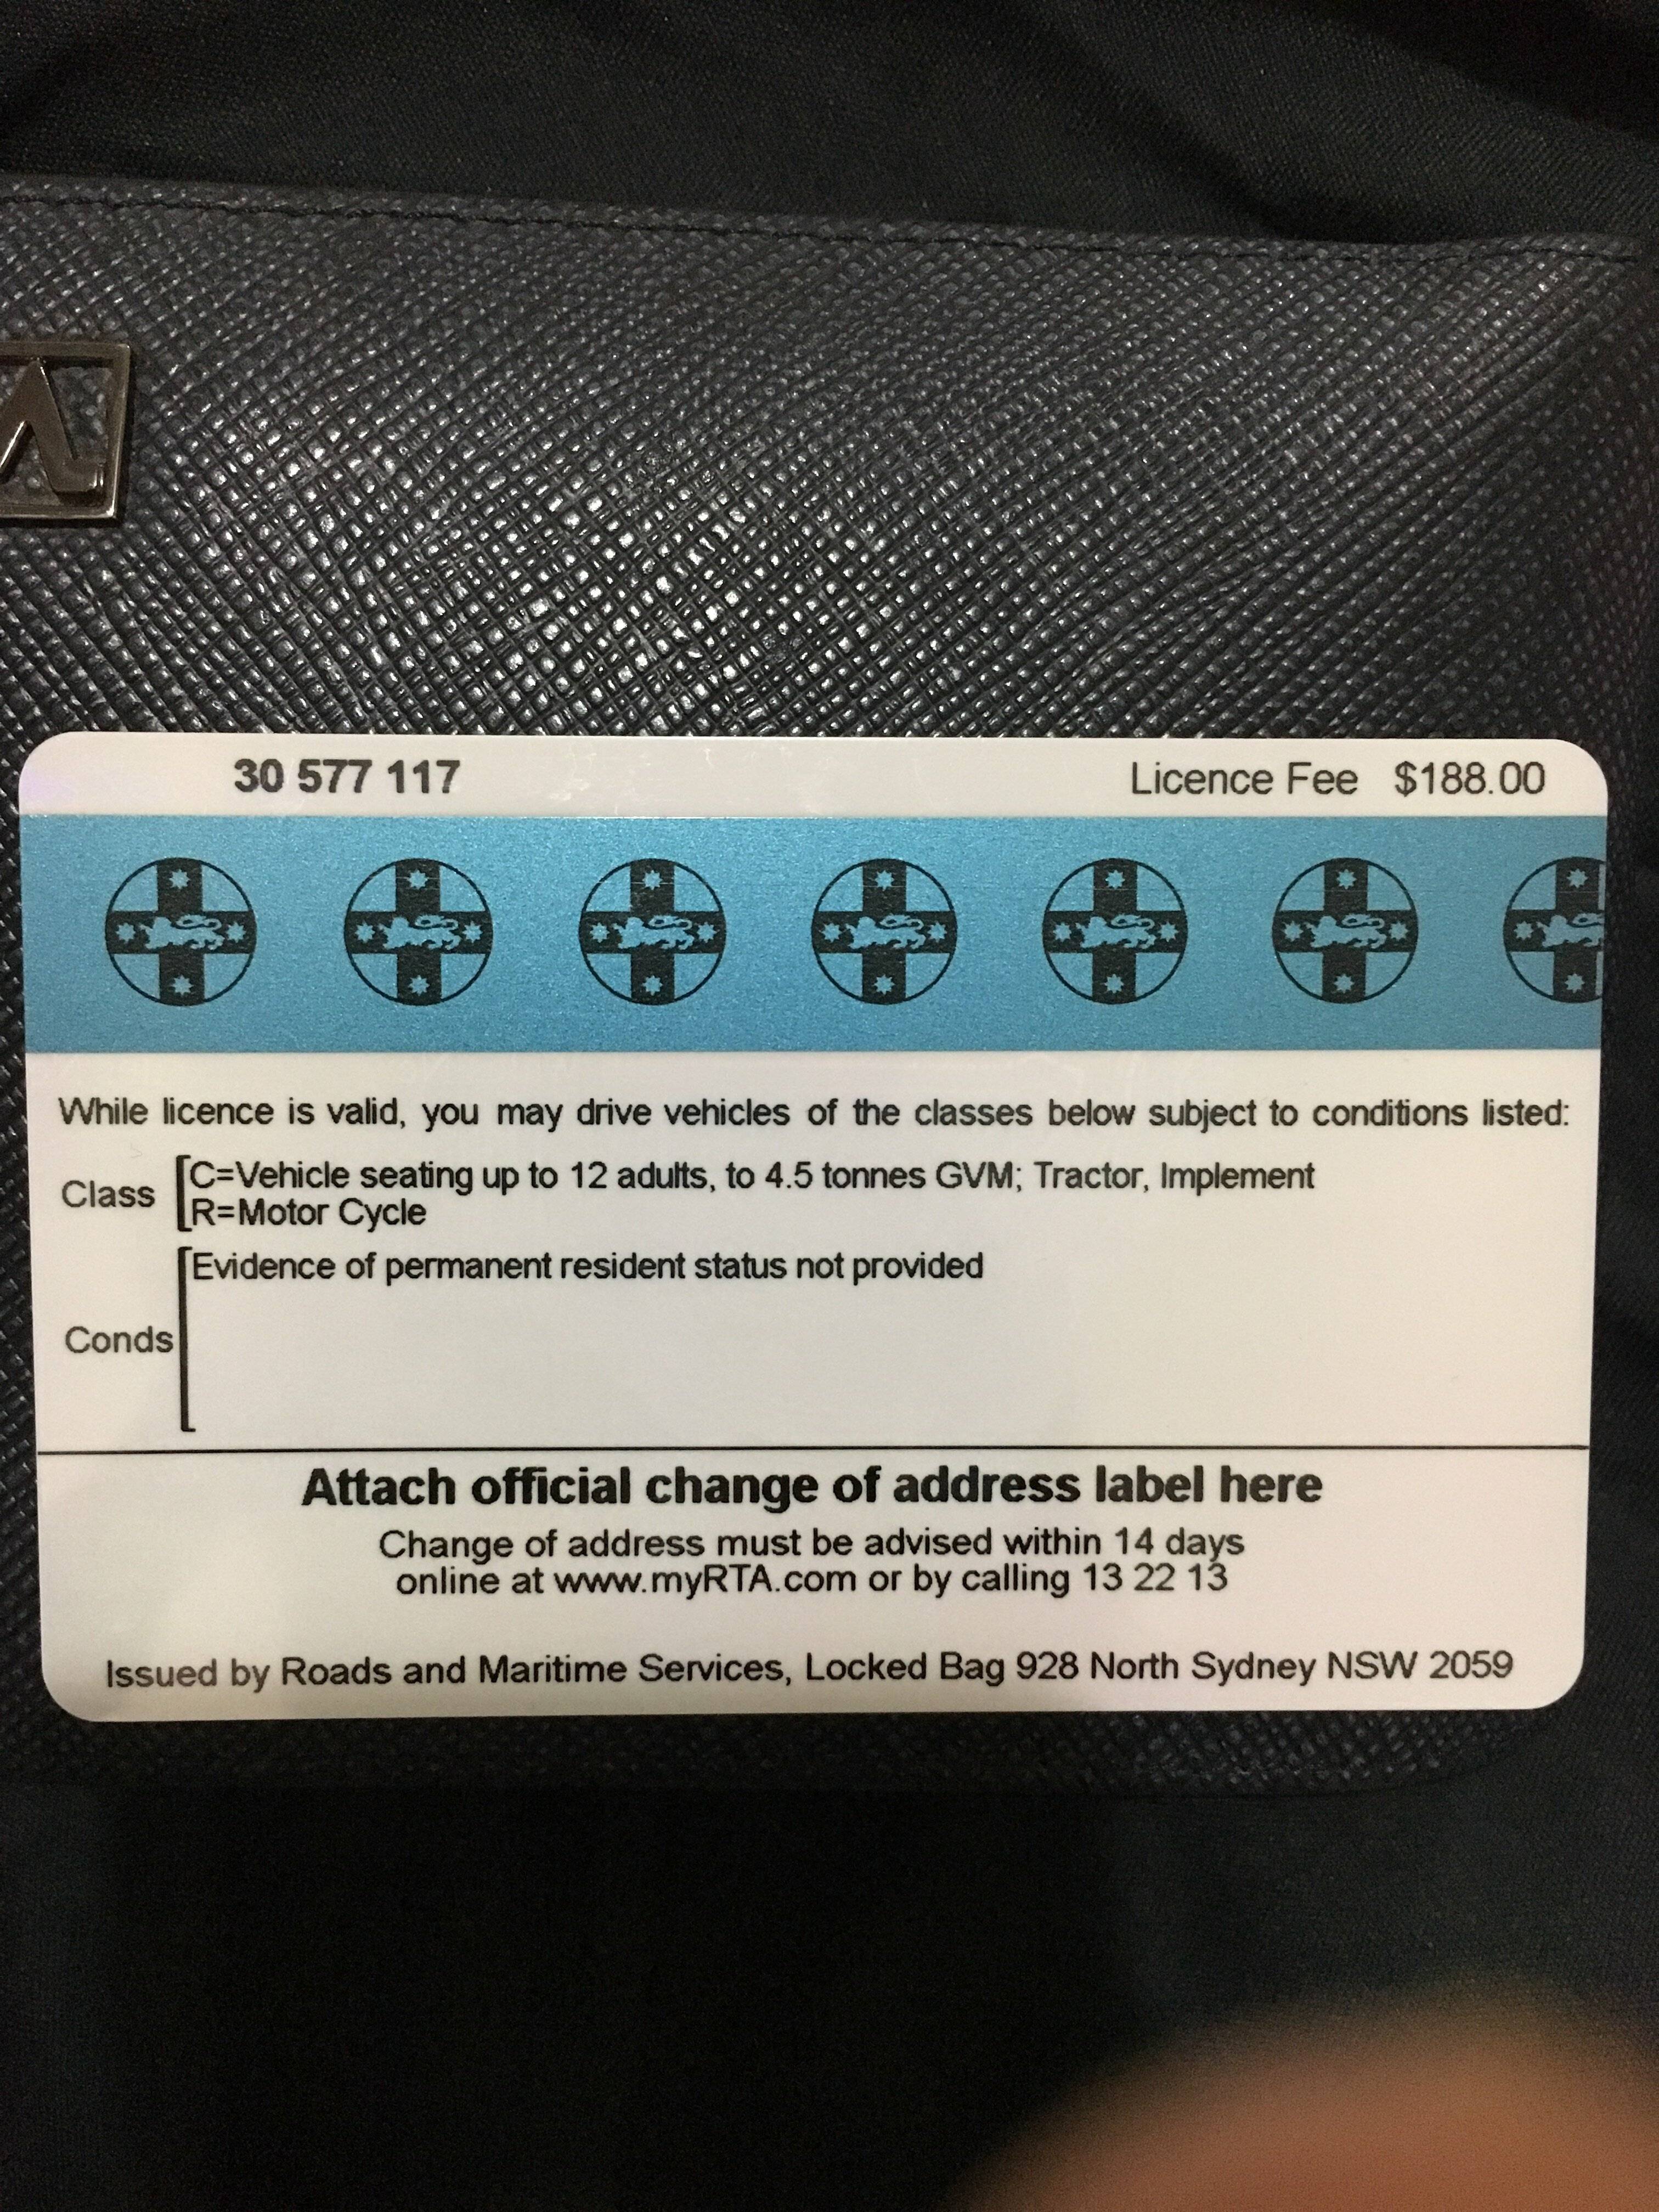 30 577 117 Licence Fee $188.00
While licence is valid, you may drive vehicles of the classes below subject to conditions listed:
Class C=Vehicle seating up to 12 adults, to 4.5 tonnes GVM; Tractor, Implement
R=Motor Cycle
Evidence of permanent resident status not provided
Conds
Attach official change of address label here
Change of address must be advised within 14 days
online at www.myRTA.com or by calling 13 22 13
Issued by Roads and Maritime Services, Locked Bag 928 North Sydney NSW 2059